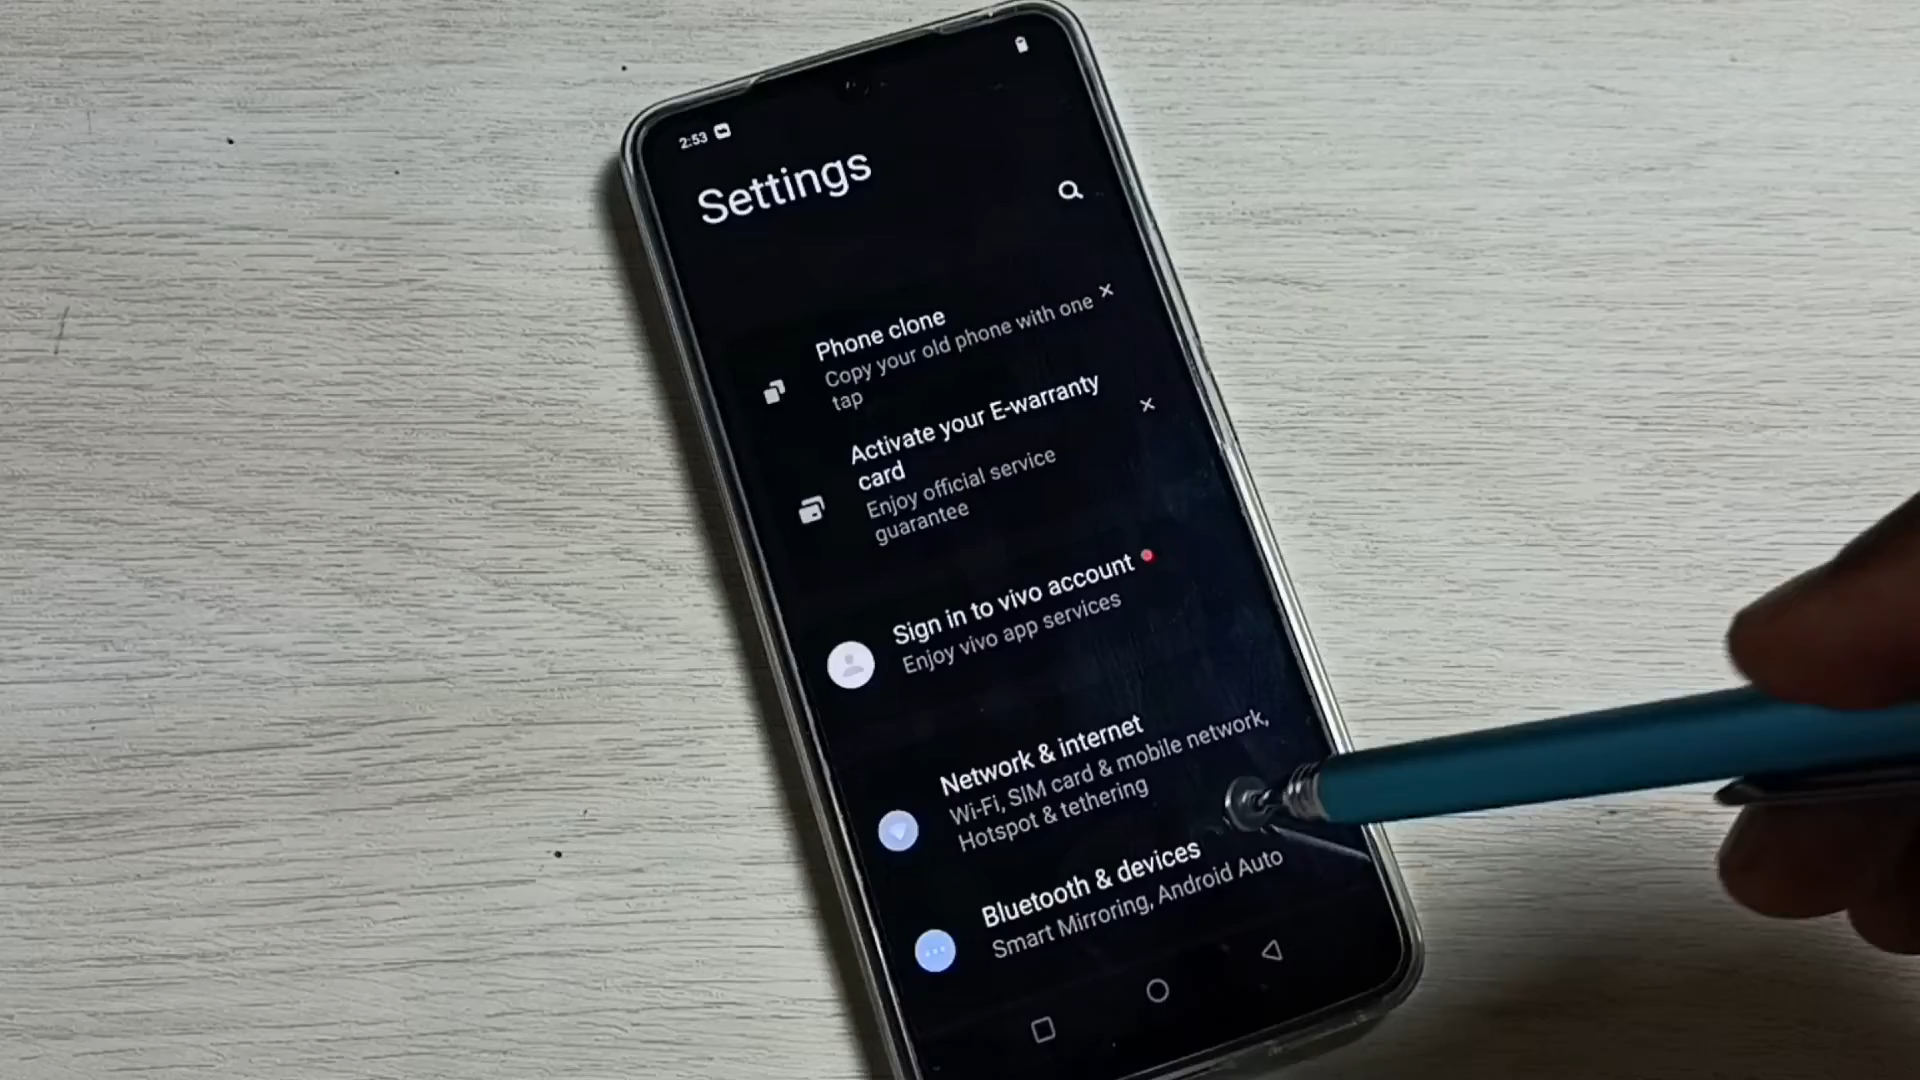 2:53
Settings
Phone clone
Copy your old phone with one
tap
Activate your E-warranty
card
Enjoy official service
guarantee
Sign in to vivo account
Enjoy vivo app services
Network & internet
Wi-Fi, SIM card & mobile network,
Hotspot & tethering
Bluetooth & devices
Smart Mirroring, Android Auto